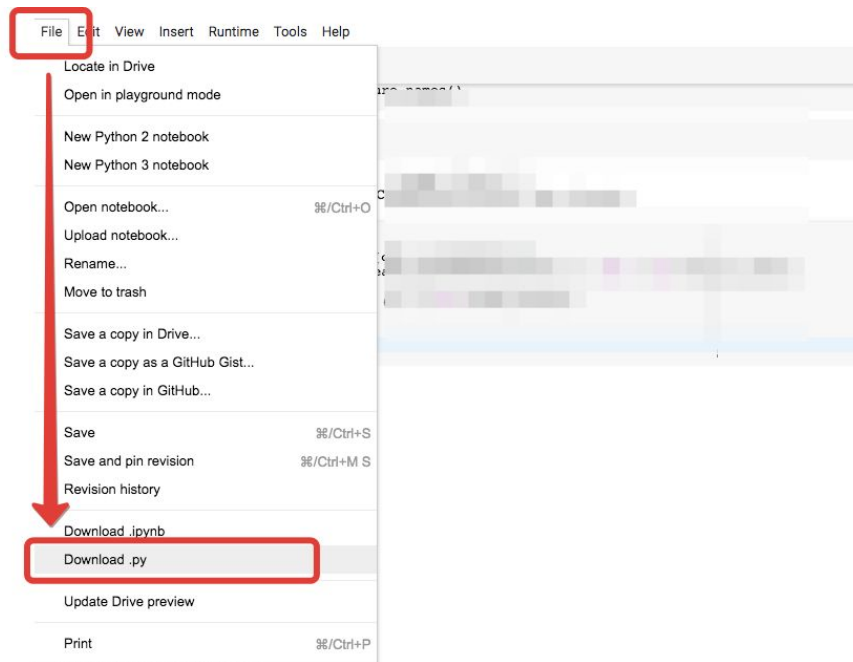 File Edit View Insert Runtime Tools Help
Locate in Drive
Open in playground mode
New Python 2 notebook
New Python 3 notebook
Open notebook... ⌘/Ctrl+O
Upload notebook...
Rename...
Move to trash
Save a copy in Drive...
Save a copy as a GitHub Gist...
Save a copy in GitHub...
Save ⌘/Ctrl+S
Save and pin revision ⌘/Ctrl+M S
Revision history
Download .ipynb
Download .py
Update Drive preview
Print ⌘/Ctrl+P